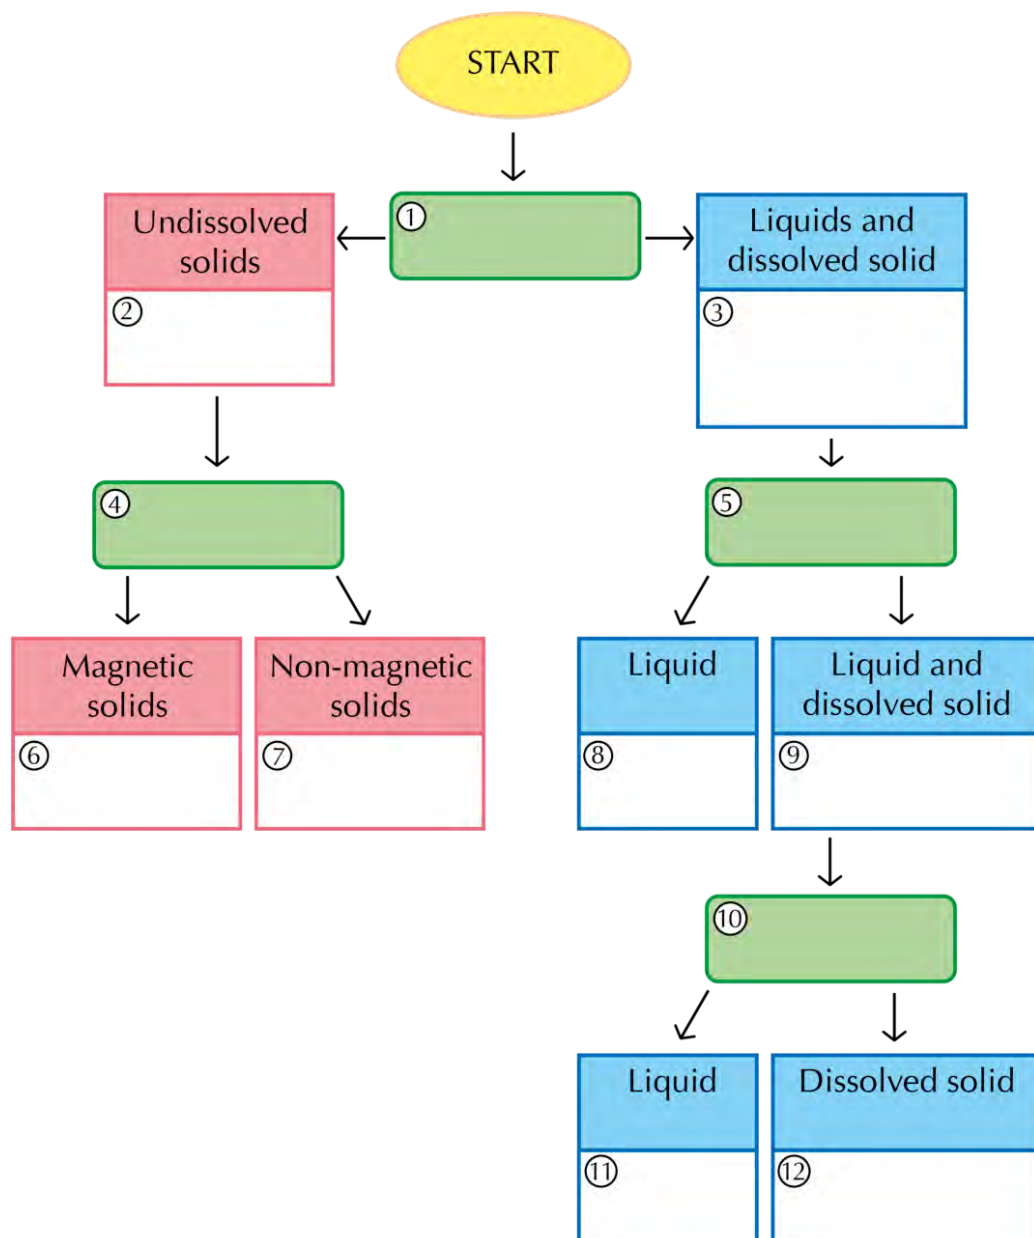 START
①
Undissolved
solids
②
Liquids and
dissolved solid
③
④
⑤
Magnetic
solids
⑥
Non-magnetic
solids
⑦
Liquid
⑧
Liquid and
dissolved solid
⑨
⑩
Liquid
⑪
Dissolved solid
⑫